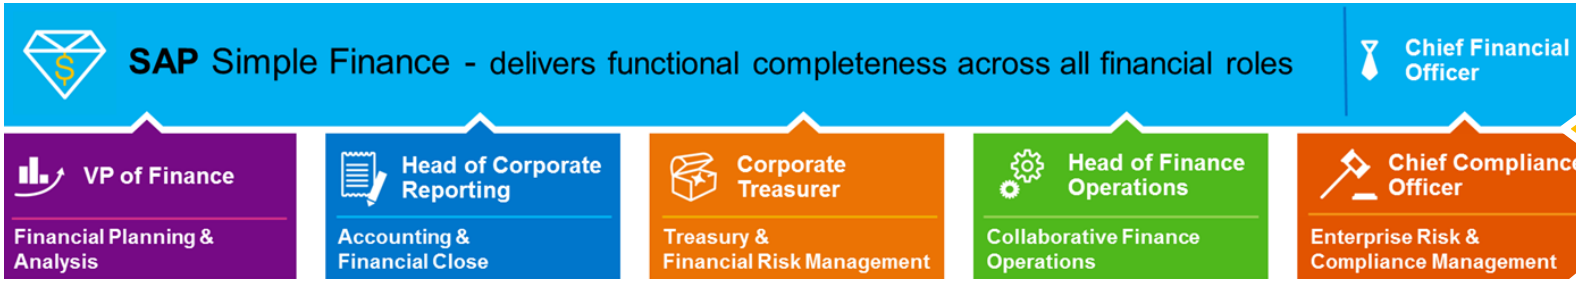 SAP Simple Finance - delivers functional completeness across all financial roles
Chief Financial
Officer
VP of Finance
Financial Planning &
Analysis
Head of Corporate
Reporting
Accounting &
Financial Close
Corporate
Treasurer
Treasury &
Financial Risk Management
Head of Finance
Operations
Collaborative Finance
Operations
Chief Compliance
Officer
Enterprise Risk &
Compliance Management